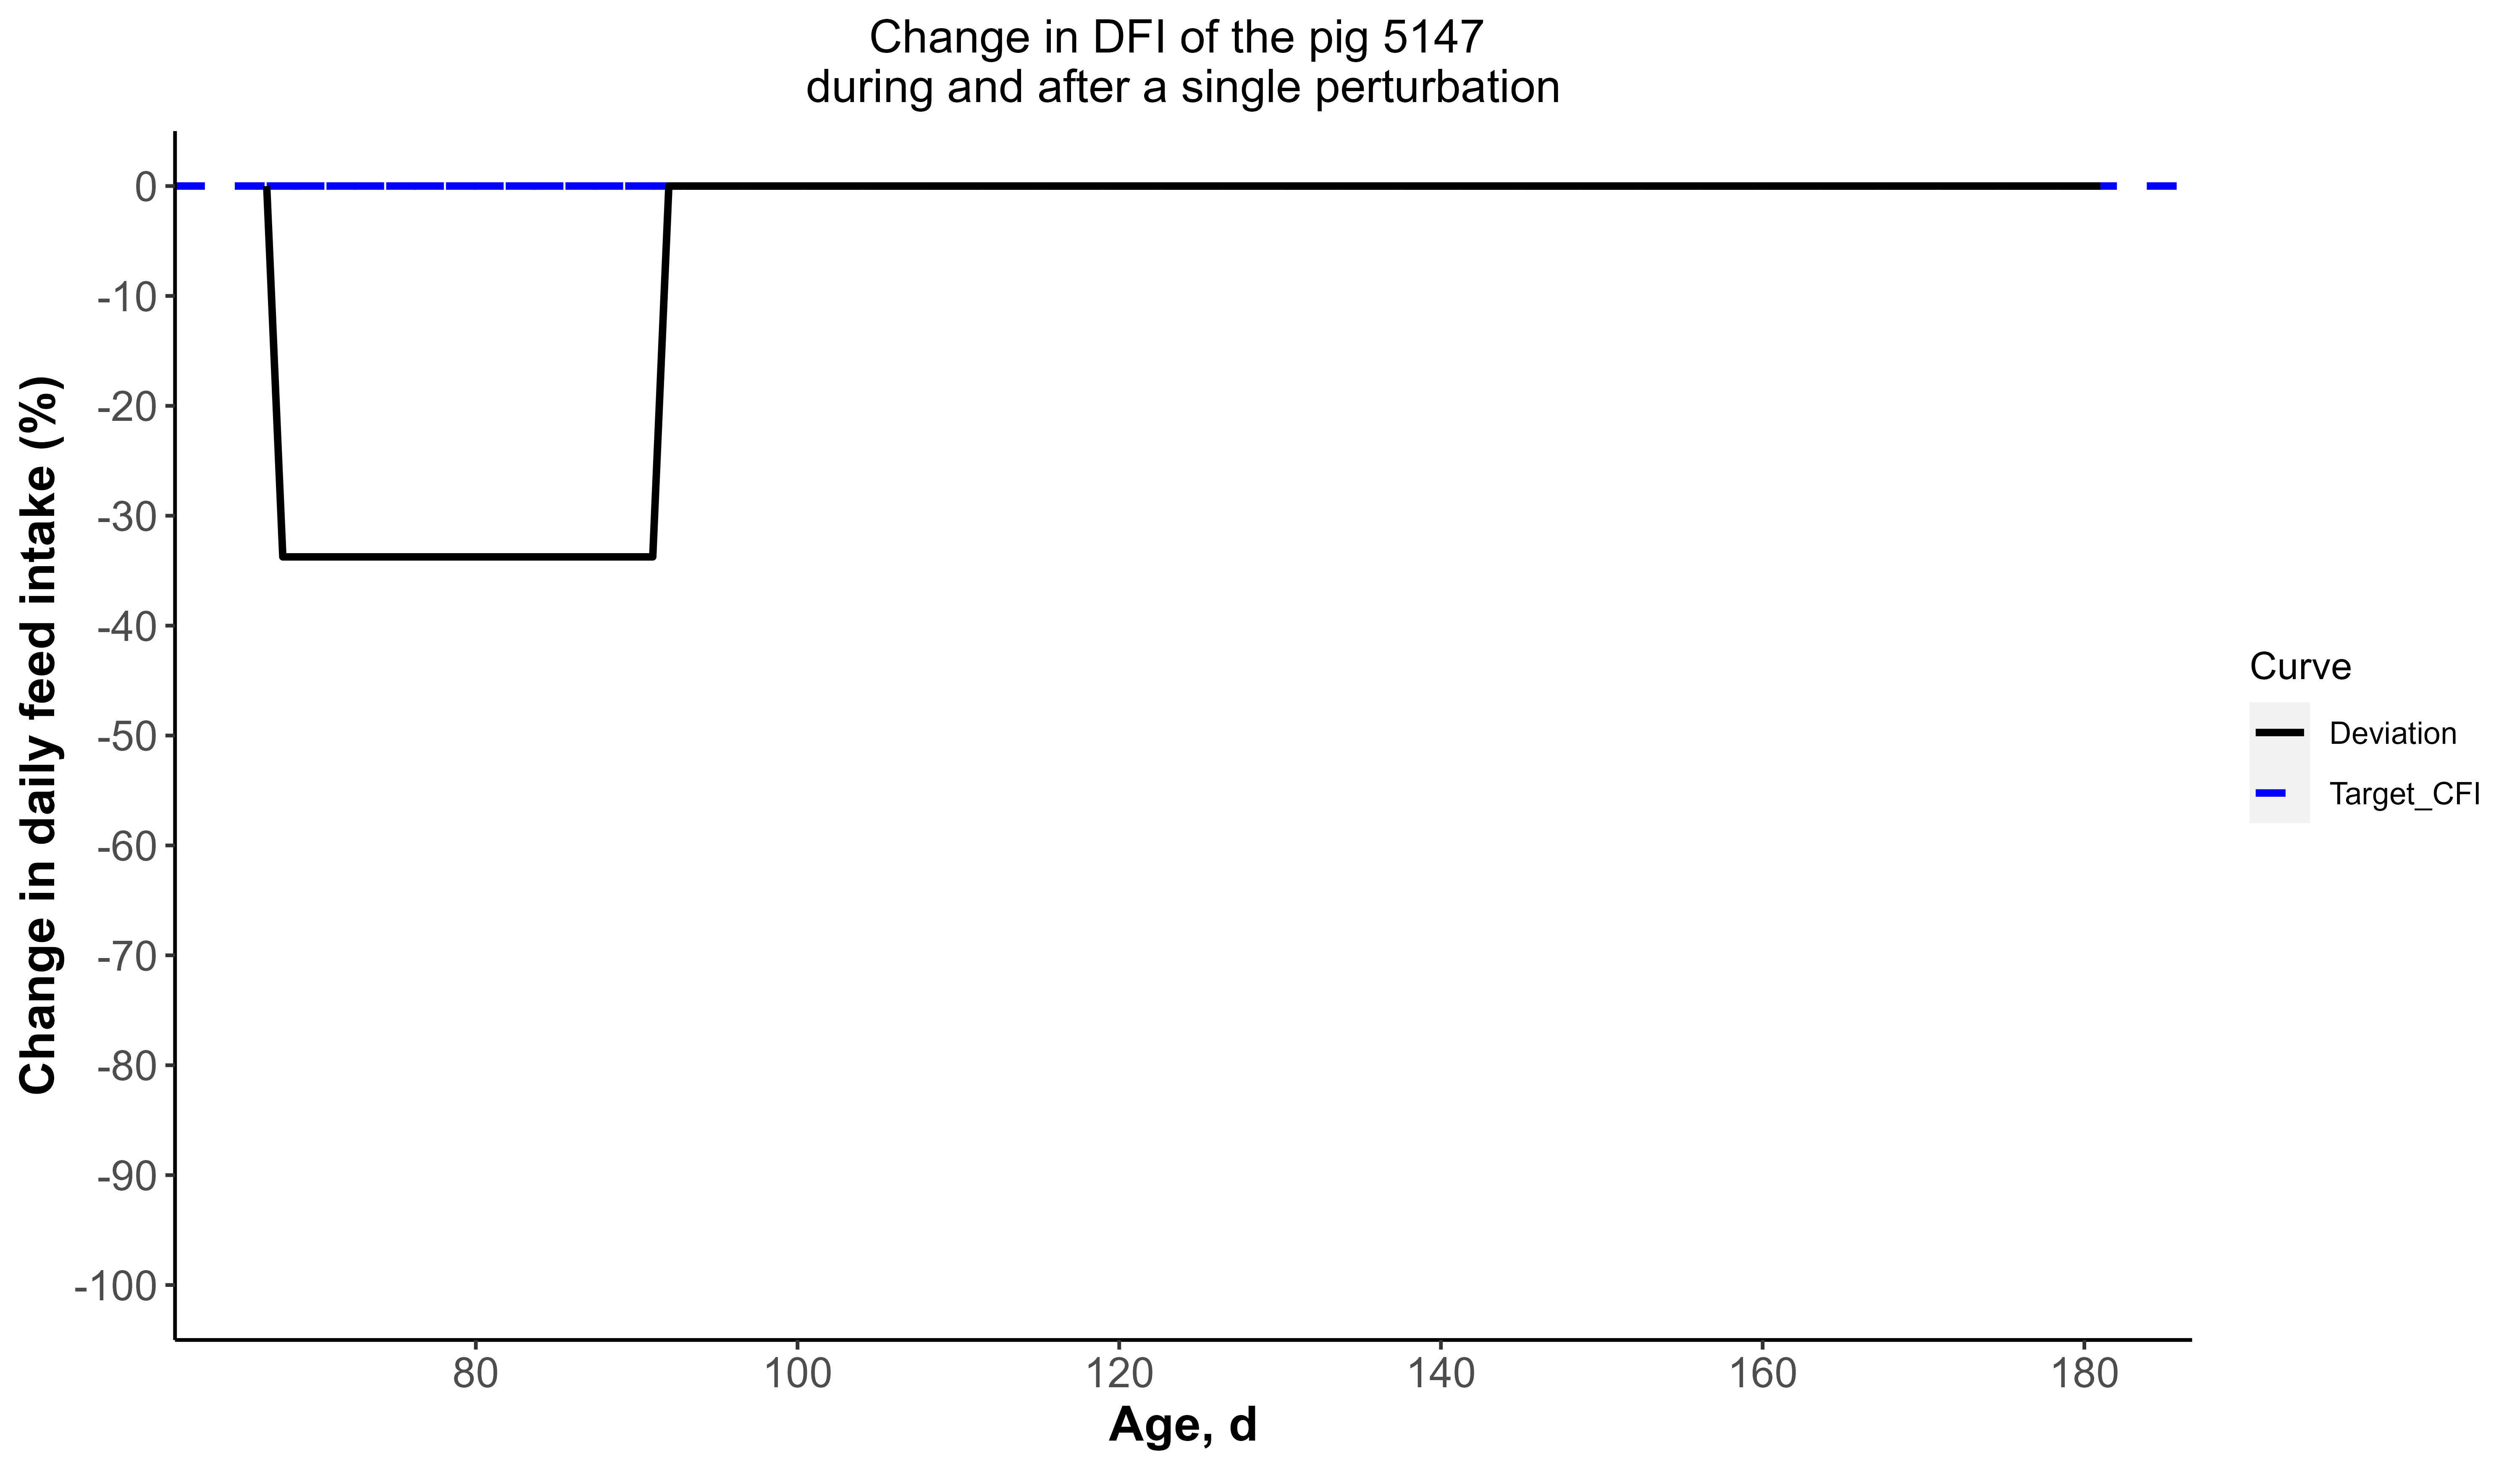 Change in DFI of the pig 5147
during and after a single perturbation
Change in daily feed intake (%)
0
-10
-20
-30
-40
-50
-60
-70
-80
-90
-100
80
100
120
140
160
180
Age, d
Curve
Deviation
Target_CFI